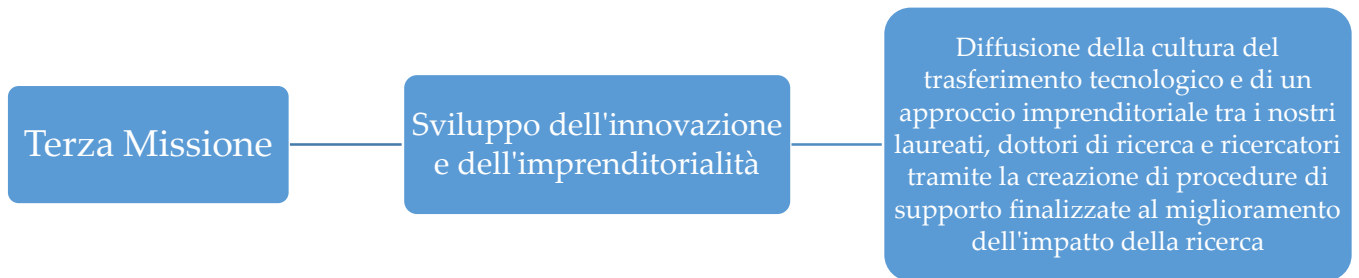 Terza Missione
Sviluppo dell'innovazione
e dell'imprenditorialità
Diffusione della cultura del
trasferimento tecnologico e di un
approccio imprenditoriale tra i nostri
laureati, dottori di ricerca e ricercatori
tramite la creazione di procedure di
supporto finalizzate al miglioramento
dell'impatto della ricerca